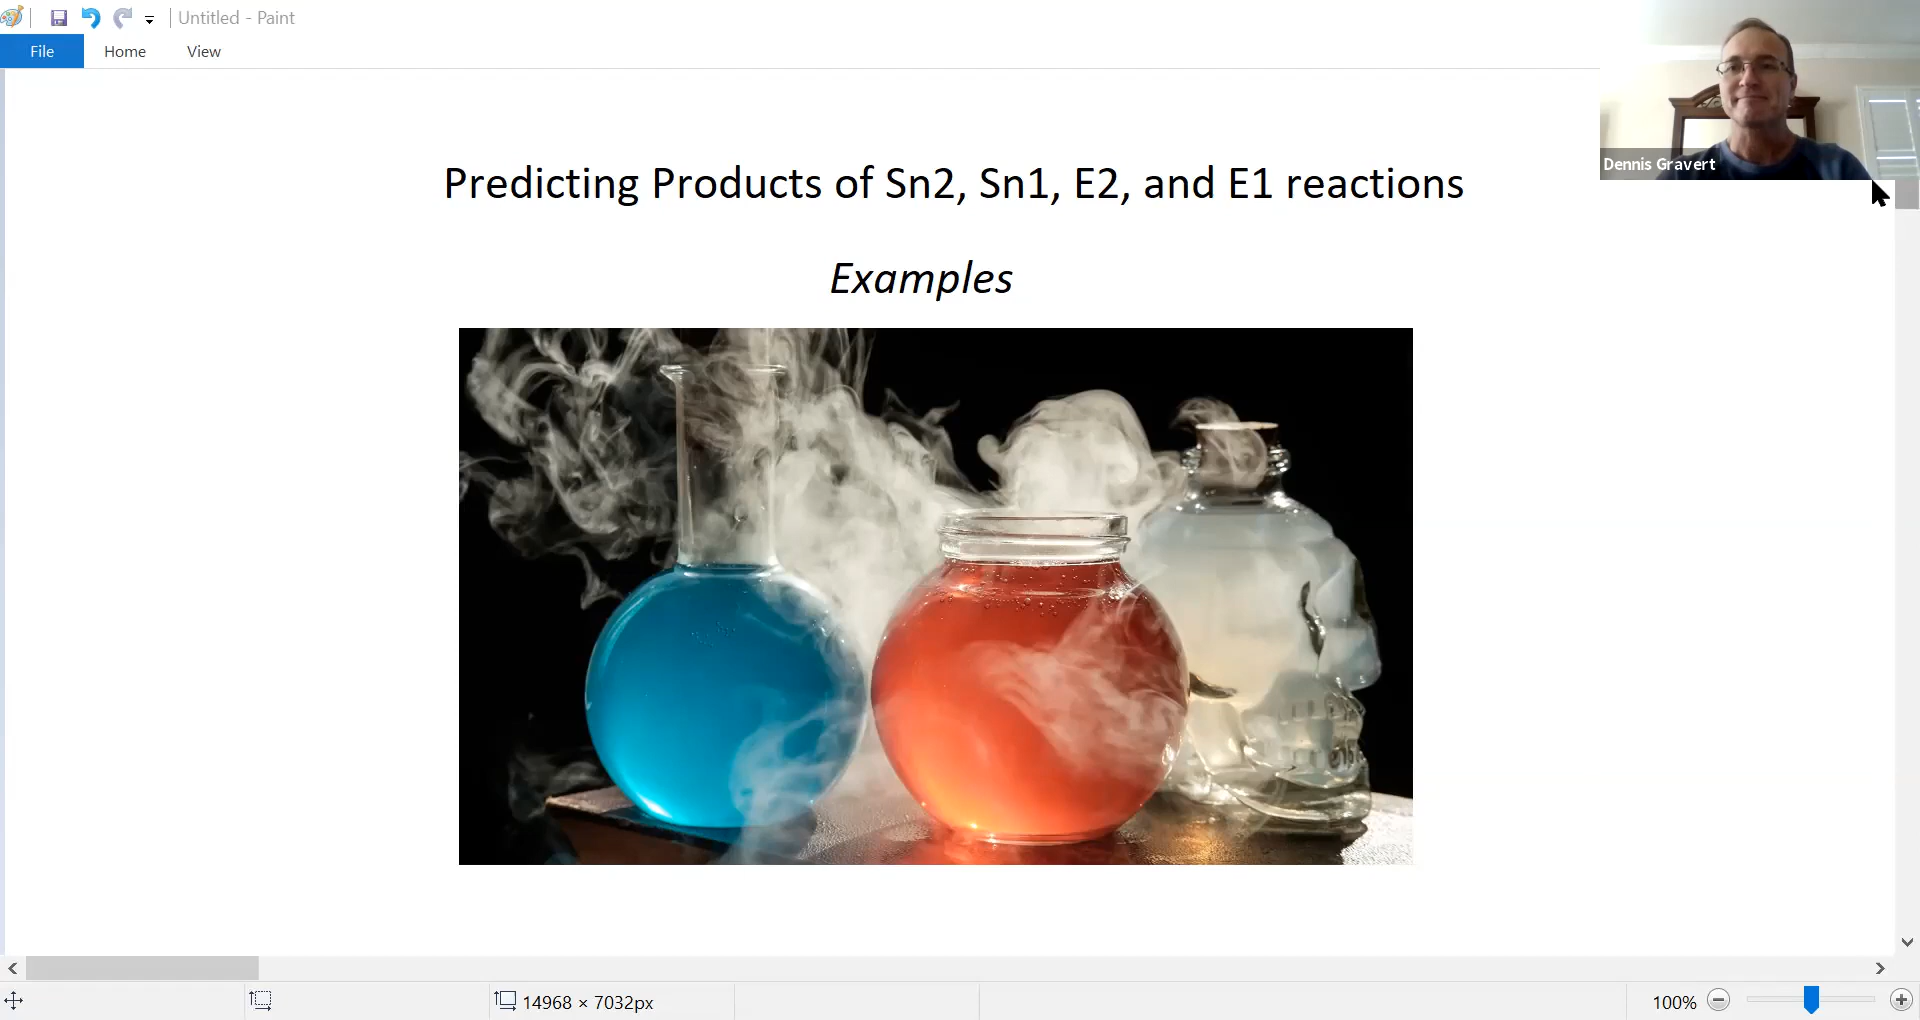 Untitled - Paint
File Home View
Dennis Gravert
Predicting Products of Sn2, Sn1, E2, and E1 reactions
Examples
14968 × 7032px
100%